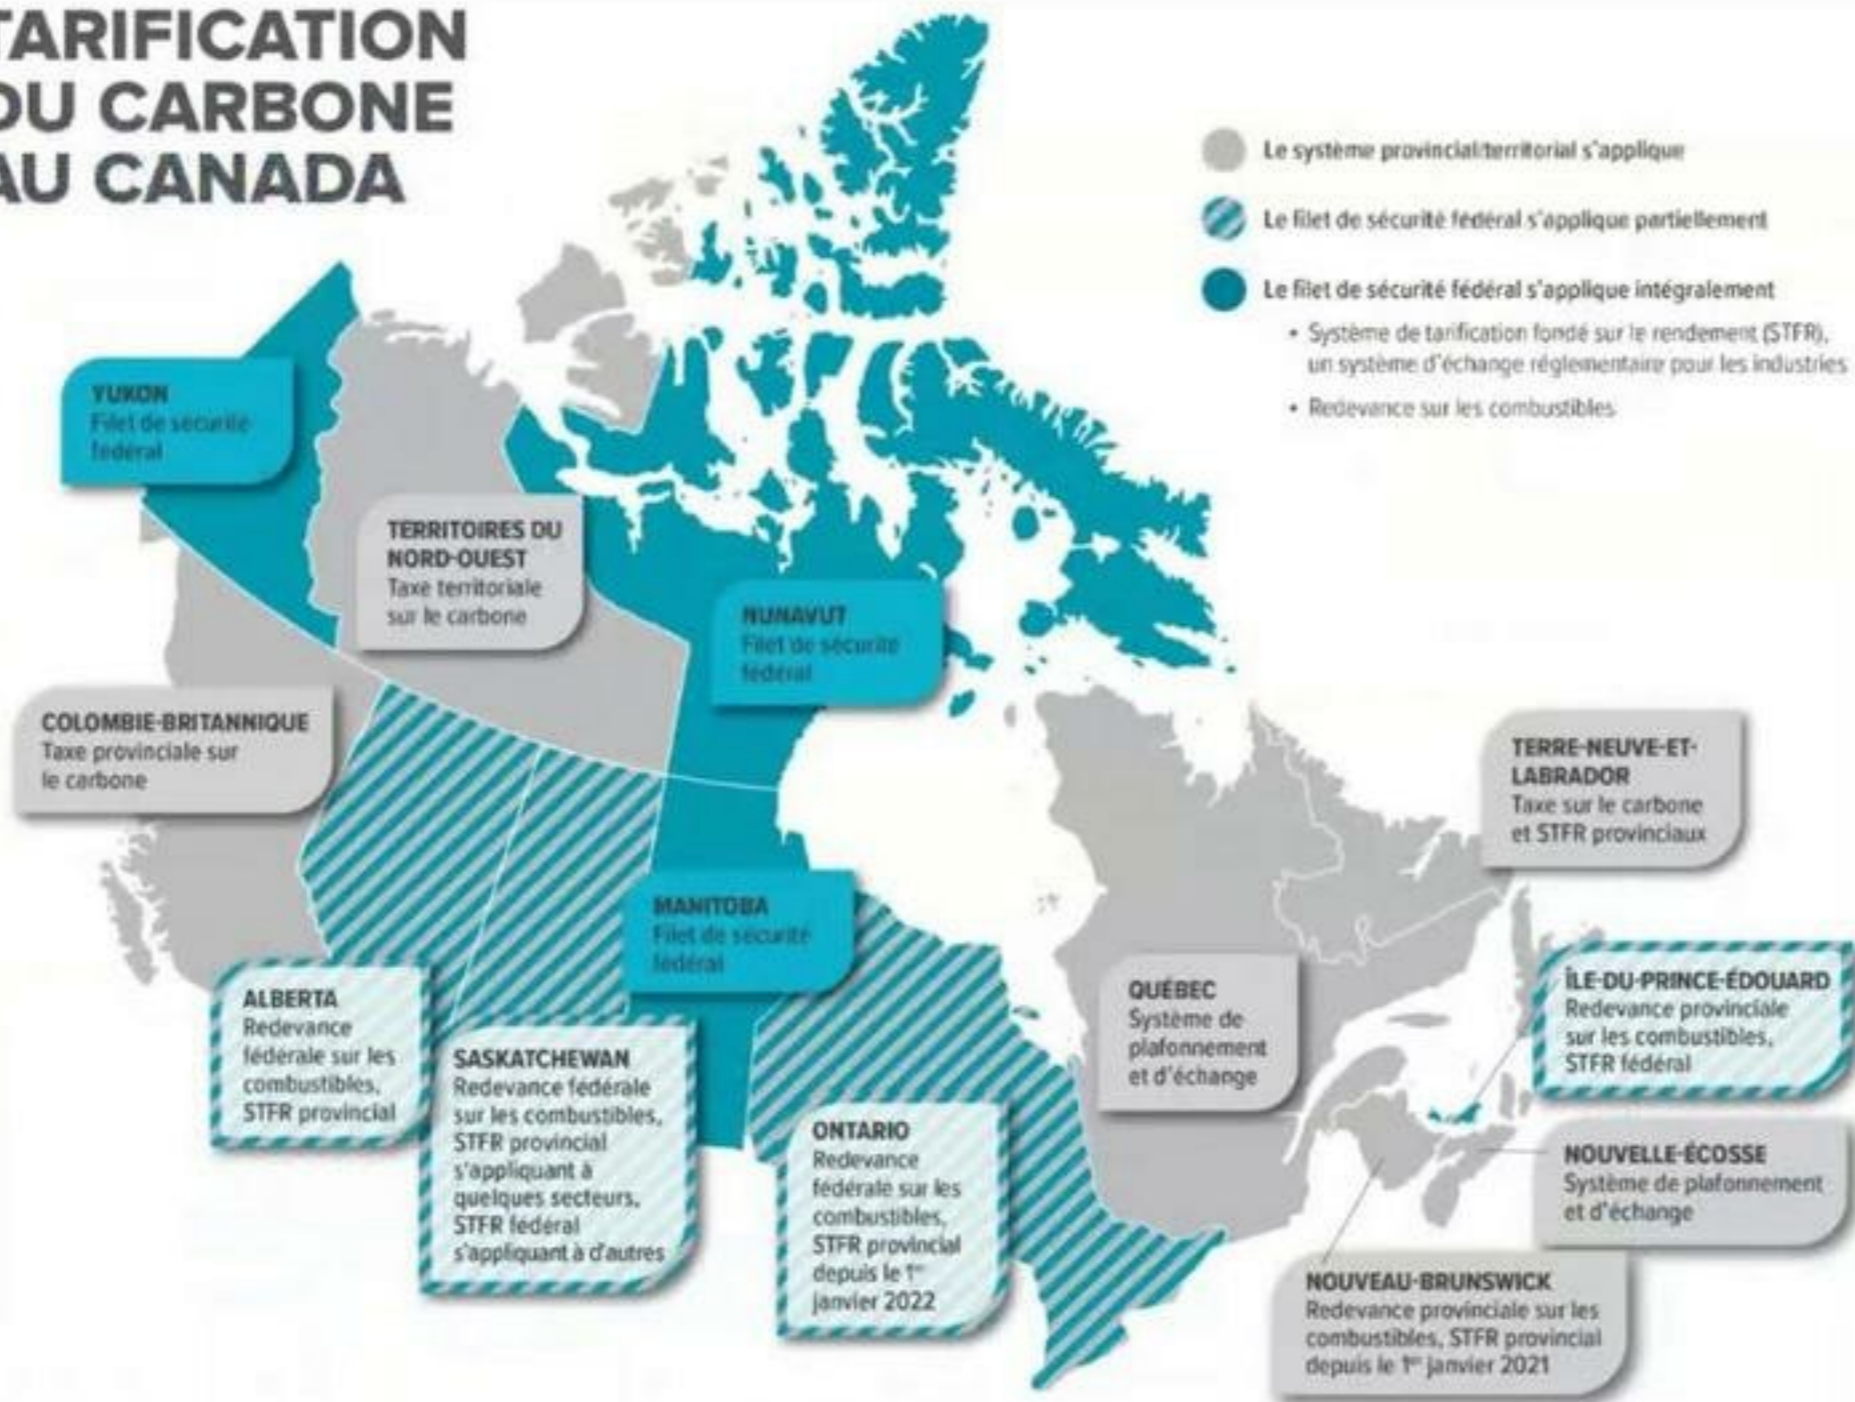 TARIFICATION
DU CARBONE
AU CANADA
Le système provincial/territorial s'applique
Le filet de sécurité fédéral s'applique partiellement
Le filet de sécurité fédéral s'applique intégralement
• Système de tarification fondé sur le rendement (STFR),
un système d'échange réglementaire pour les industries
• Redevance sur les combustibles
YUKON
Filet de sécurité
fédéral
TERRITOIRES DU
NORD-OUEST
Taxe territoriale
sur le carbone
NUNAVUT
Filet de sécurité
fédéral
COLOMBIE-BRITANNIQUE
Taxe provinciale sur
le carbone
TERRE-NEUVE-ET-
LABRADOR
Taxe sur le carbone
et STFR provinciaux
MANITOBA
Filet de sécurité
fédéral
ALBERTA
Redevance
fédérale sur les
combustibles,
STFR provincial
SASKATCHEWAN
Redevance fédérale
sur les combustibles,
STFR provincial
s'appliquant à
quelques secteurs,
STFR fédéral
s'appliquant à d'autres
ONTARIO
Redevance
fédérale sur les
combustibles,
STFR provincial
depuis le 1er
janvier 2022
QUÉBEC
Système de
plafonnement
et d'échange
ÎLE-DU-PRINCE-ÉDOUARD
Redevance provinciale
sur les combustibles,
STFR fédéral
NOUVELLE-ÉCOSSE
Système de plafonnement
et d'échange
NOUVEAU-BRUNSWICK
Redevance provinciale sur les
combustibles, STFR provincial
depuis le 1er janvier 2021